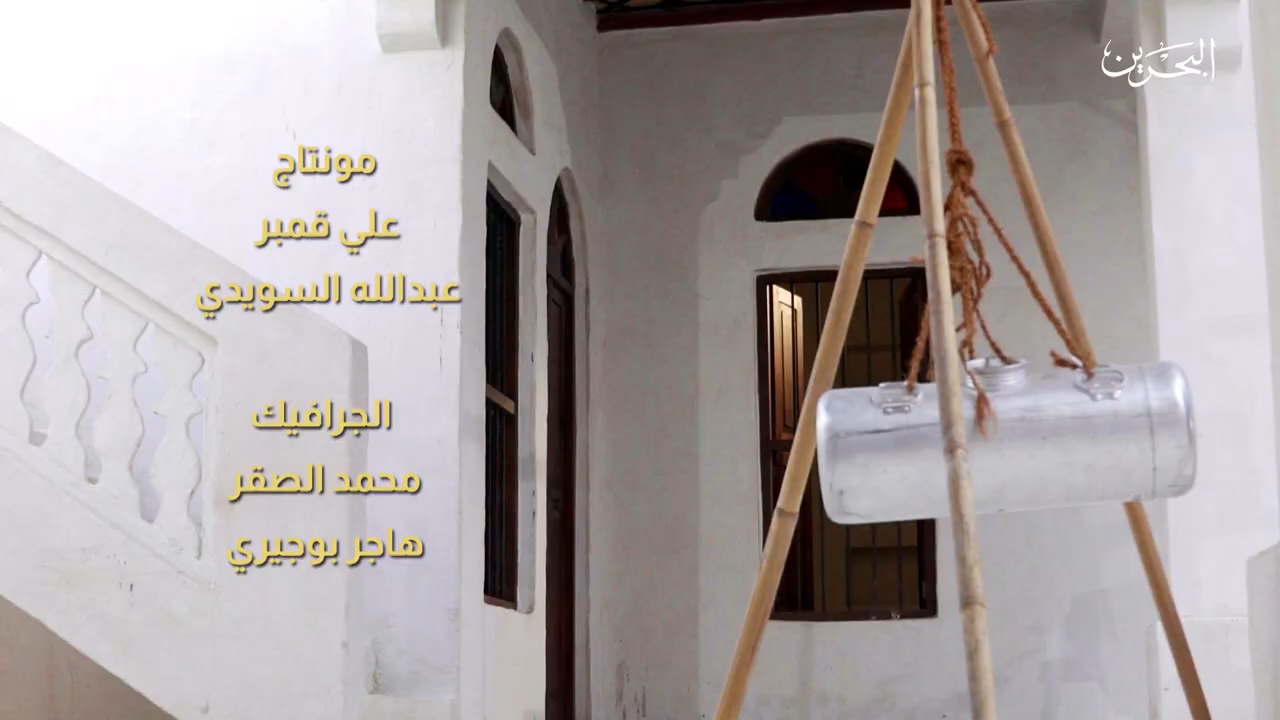 البحرين
مونتاج
علي قمبر
عبدالله السويدي
الجرافيك
محمد الصقر
هاجر بوجيري